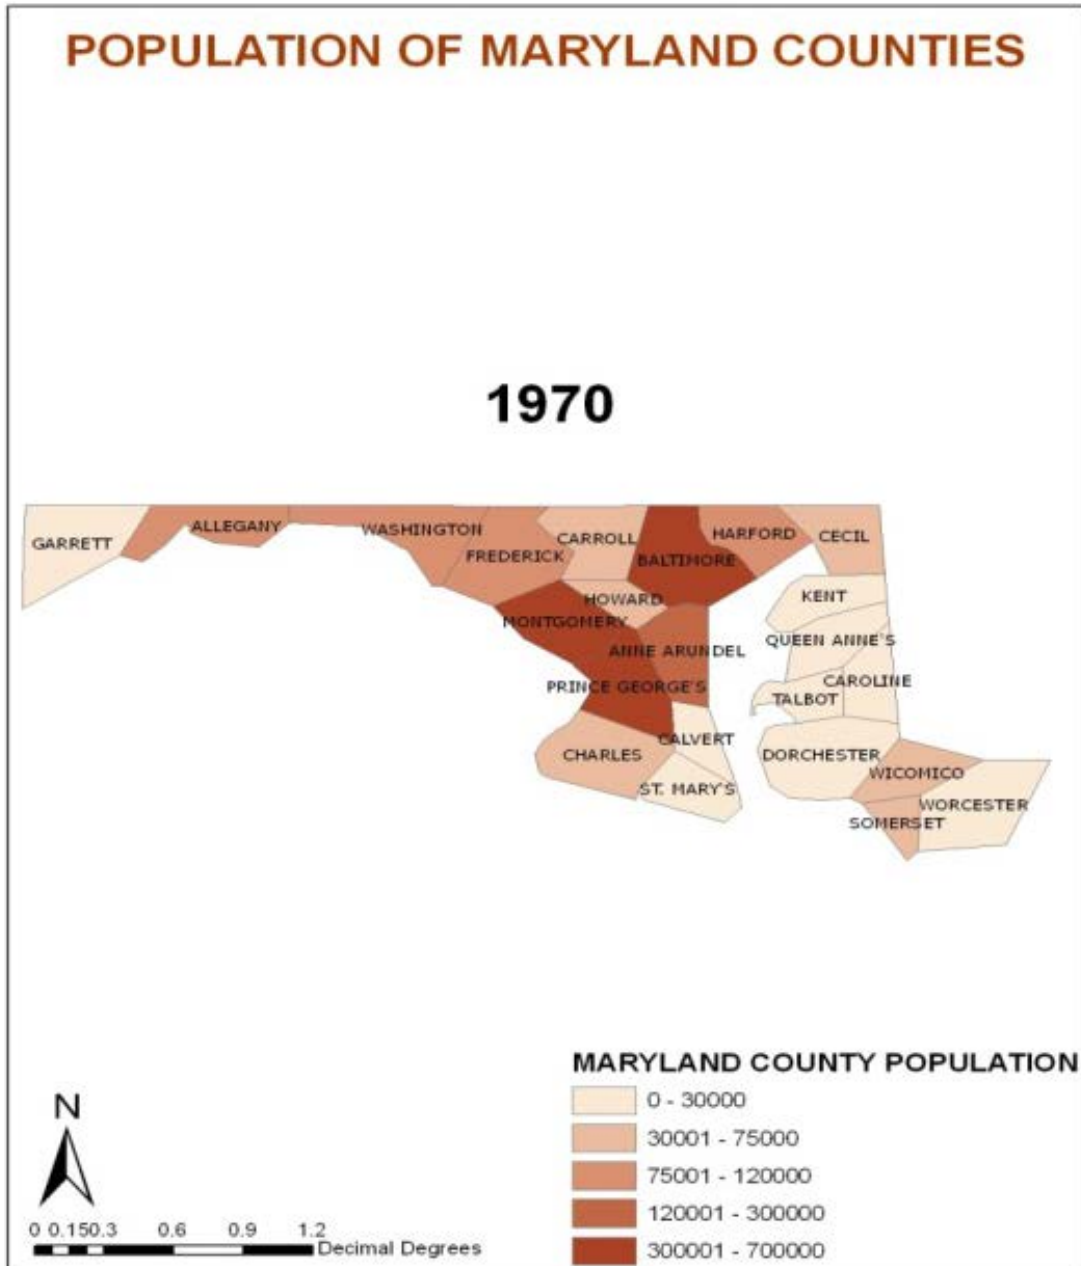 POPULATION OF MARYLAND COUNTIES
1970
GARRETT
ALLEGANY
WASHINGTON
FREDERICK
CARROLL
BALTIMORE
HARFORD
CECIL
HOWARD
MONTGOMERY
ANNE ARUNDEL
PRINCE GEORGE'S
KENT
QUEEN ANNE'S
CAROLINE
TALBOT
CALVERT
CHARLES
ST. MARY'S
DORCHESTER
WICOMICO
WORCESTER
SOMERSET
MARYLAND COUNTY POPULATION
0 - 30000
30001 - 75000
75001 - 120000
120001 - 300000
300001 - 700000
N
0 0.150.3 0.6 0.9 1.2
Decimal Degrees